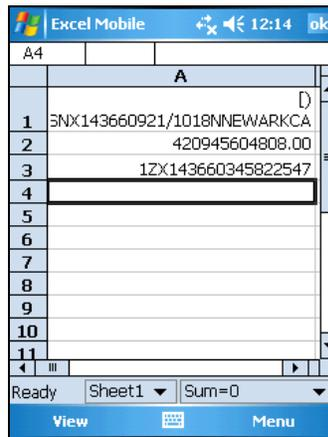 Excel Mobile 12:14 ok
A4
A
[)
1 SNX143660921/1018NNEWARKCA
2 420945604808.00
3 1ZX143660345822547
4
5
6
7
8
9
10
11
Ready Sheet1 Sum=0
View Menu